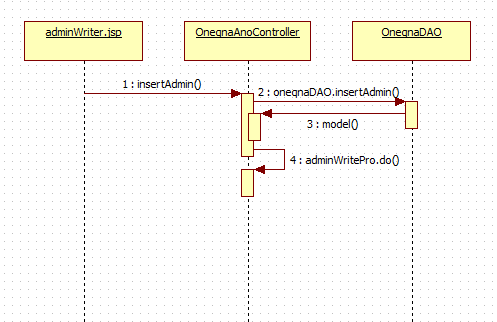 adminWriter.jsp
OneqnaAnoController
OneqnaDAO
1 : insertAdmin()
2 : oneqnaDAO.insertAdmin()
3 : model()
4 : adminWritePro.do()